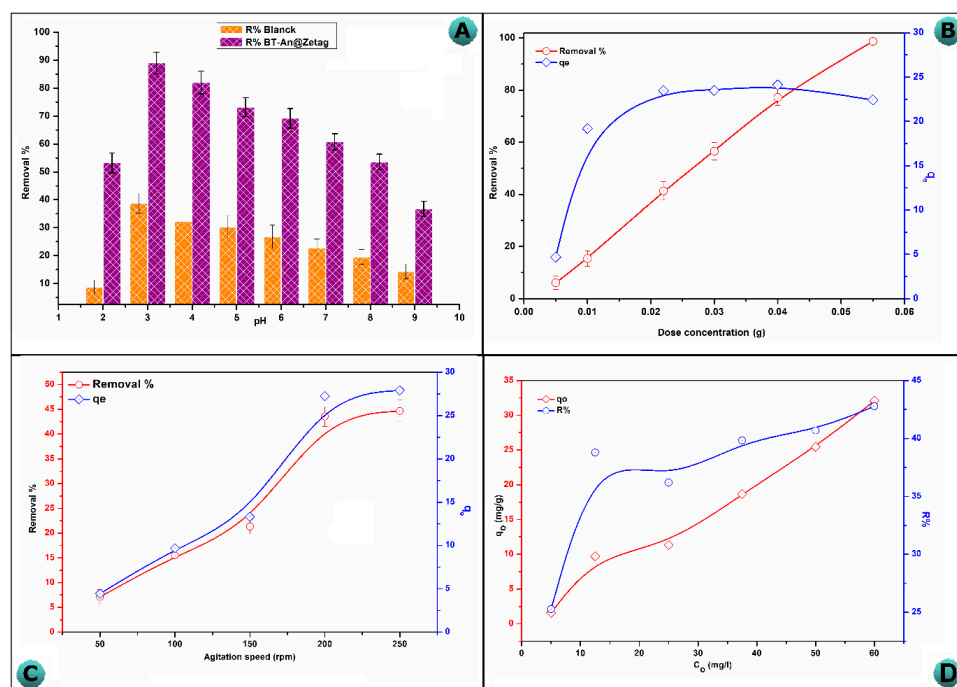 A
R% Blanck
R% BT-An@Zetag
Removal %
100
90
80
70
60
50
40
30
20
10
1 2 3 4 5 6 7 8 9 10
pH
B
Removal %
qe
Removal %
100
80
60
40
20
0
30
25
20
15
10
5
0
qe
0.00 0.01 0.02 0.03 0.04 0.05 0.06
Dose concentration (g)
C
Removal %
qe
Removal %
50
45
40
35
30
25
20
15
10
5
0
30
25
20
15
10
5
0
qe
50 100 150 200 250
Agitation speed (rpm)
D
qo
R%
qo (mg/g)
35
30
25
20
15
10
5
0
45
40
35
30
25
R%
0 10 20 30 40 50 60
Co (mg/l)